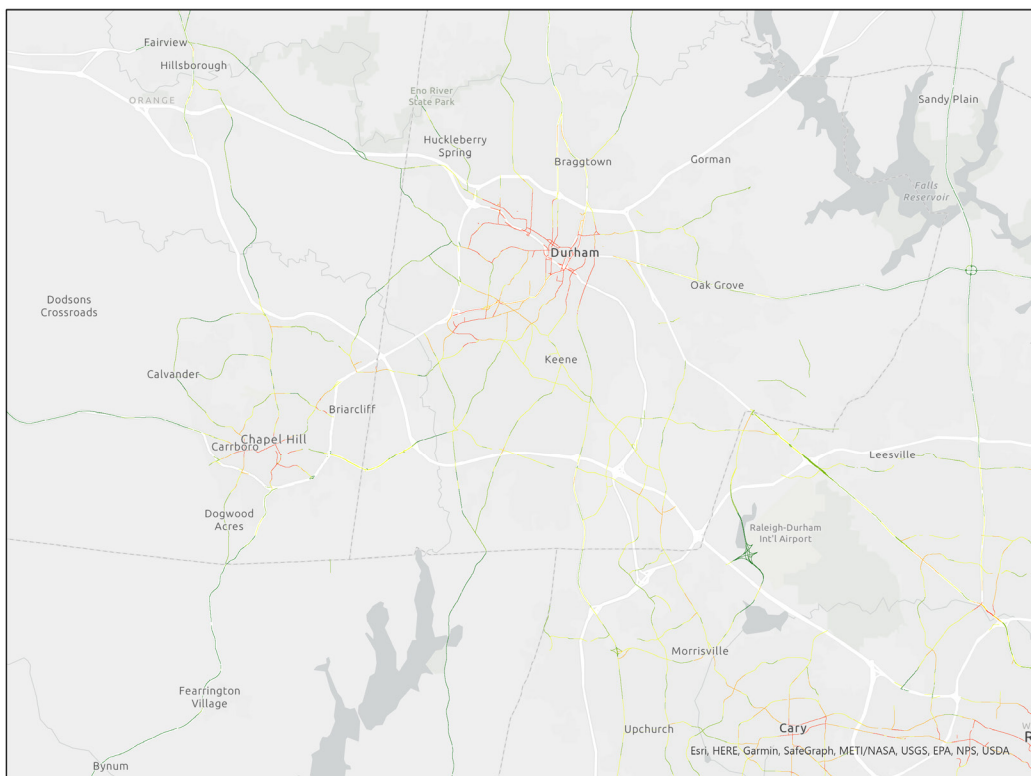 Fairview
Hillsborough
ORANGE
Eno River
State Park
Sandy Plain
Huckleberry
Spring
Braggtown
Gorman
Falls
Reservoir
Durham
Oak Grove
Dodsons
Crossroads
Keene
Calvander
Briarcliff
Chapel Hill
Carrboro
Leesville
Dogwood
Acres
Raleigh-Durham
Int'l Airport
Morrisville
Fearrington
Village
Upchurch
Cary
W
R
Esri, HERE, Garmin, SafeGraph, METI/NASA, USGS, EPA, NPS, USDA
Bynum